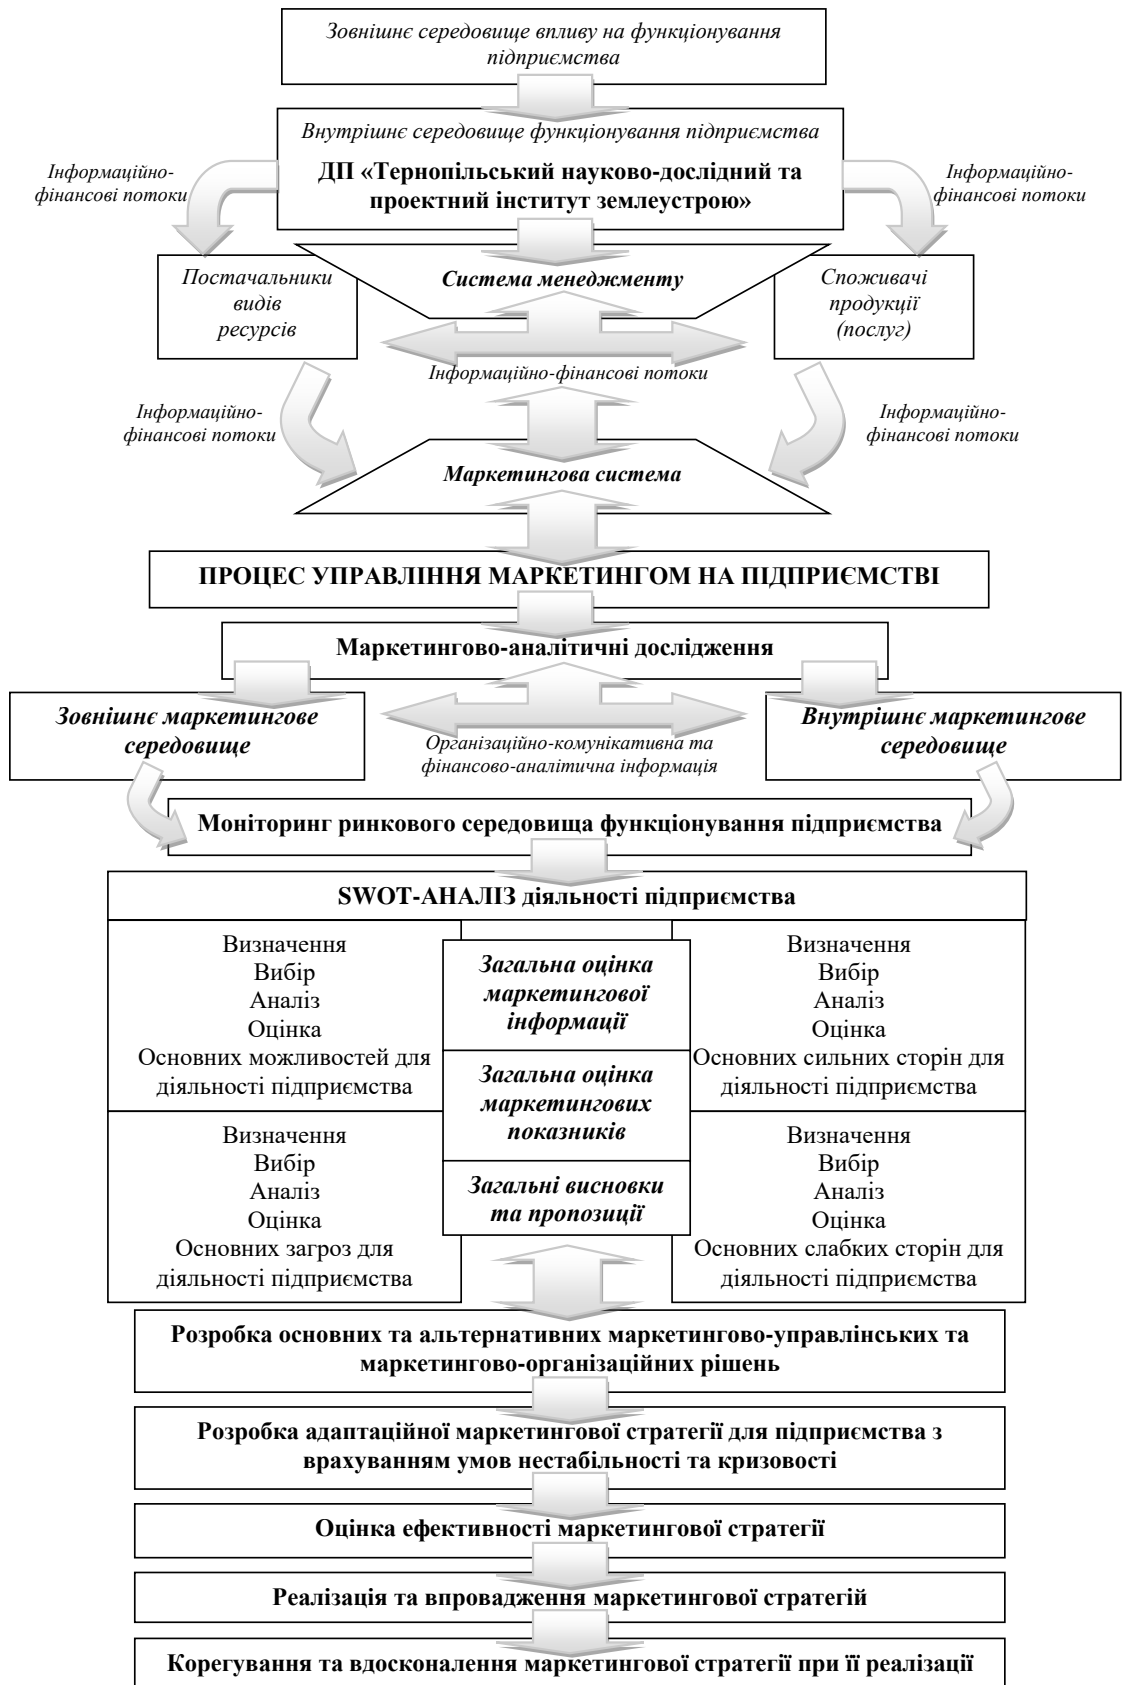 Зовнішнє середовище впливу на функціонування
підприємства
Внутрішнє середовище функціонування підприємства
ДП «Тернопільський науково-дослідний та
проектний інститут землеустрою»
Інформаційно-
фінансові потоки
Інформаційно-
фінансові потоки
Постачальники
видів
ресурсів
Система менеджменту
Споживачі
продукції
(послуг)
Інформаційно-фінансові потоки
Інформаційно-
фінансові потоки
Інформаційно-
фінансові потоки
Маркетингова система
ПРОЦЕС УПРАВЛІННЯ МАРКЕТИНГОМ НА ПІДПРИЄМСТВІ
Маркетингово-аналітичні дослідження
Зовнішнє маркетингове
середовище
Внутрішнє маркетингове
середовище
Організаційно-комунікативна та
фінансово-аналітична інформація
Моніторинг ринкового середовища функціонування підприємства
SWOT-АНАЛІЗ діяльності підприємства
Визначення
Вибір
Аналіз
Оцінка
Основних можливостей для
діяльності підприємства
Загальна оцінка
маркетингової
інформації
Визначення
Вибір
Аналіз
Оцінка
Основних сильних сторін для
діяльності підприємства
Загальна оцінка
маркетингових
показників
Визначення
Вибір
Аналіз
Оцінка
Основних загроз для
діяльності підприємства
Загальні висновки
та пропозиції
Визначення
Вибір
Аналіз
Оцінка
Основних слабких сторін для
діяльності підприємства
Розробка основних та альтернативних маркетингово-управлінських та
маркетингово-організаційних рішень
Розробка адаптаційної маркетингової стратегії для підприємства з
врахуванням умов нестабільності та кризовості
Оцінка ефективності маркетингової стратегії
Реалізація та впровадження маркетингової стратегій
Корегування та вдосконалення маркетингової стратегії при її реалізації